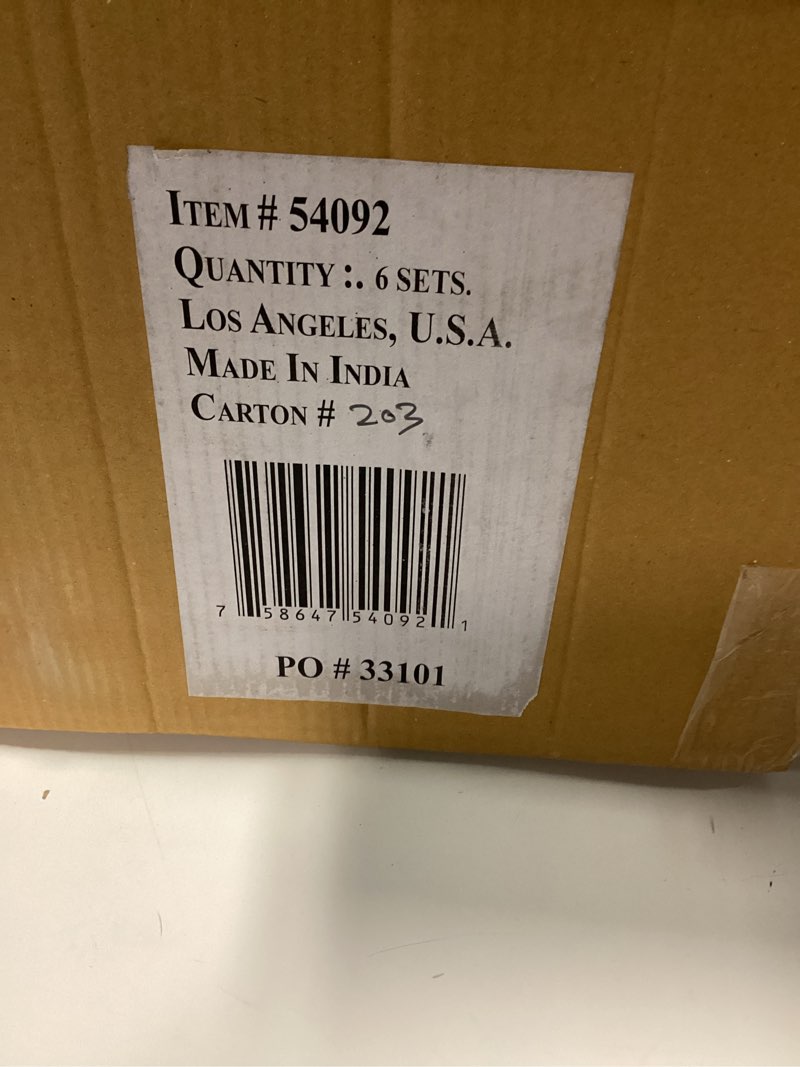 ITEM # 54092
QUANTITY :. 6 SETS.
LOS ANGELES, U.S.A.
MADE IN INDIA
CARTON # 203
7 58647 54092 1
PO # 33101